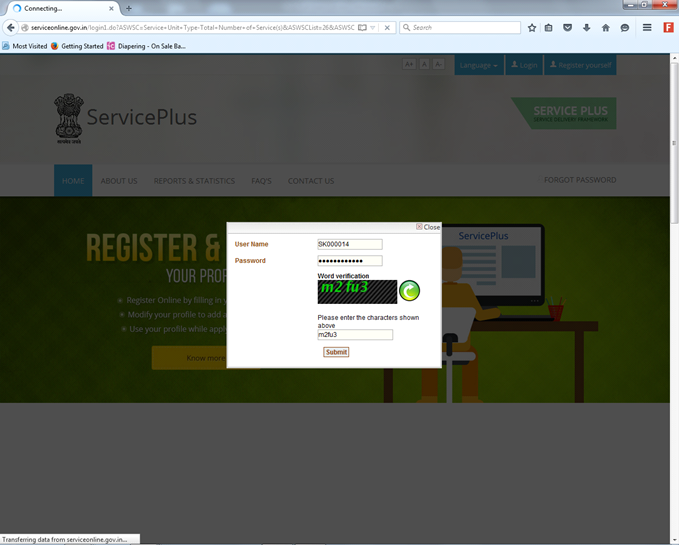 Connecting...
serviceonline.gov.in/login1.do?ASWSC=Service+Unit+Type-Total+Number+of+Service(s)&ASWSCList=26&ASWSC
Search
Most Visited Getting Started Diapering - On Sale Ba...
A+ A A- Language Login Register yourself
ServicePlus
SERVICE PLUS
SERVICE DELIVERY FRAMEWORK
HOME ABOUT US REPORTS & STATISTICS FAQ'S CONTACT US FORGOT PASSWORD
Close
User Name SK000014
Password
Word verification
m2fu3
Please enter the characters shown
above
m2fu3
Submit
REGISTER &
YOUR PROF
Register Online by filling in y
Modify your profile to add a
Use your profile while appl
Know more
ServicePlus
Transferring data from serviceonline.gov.in...